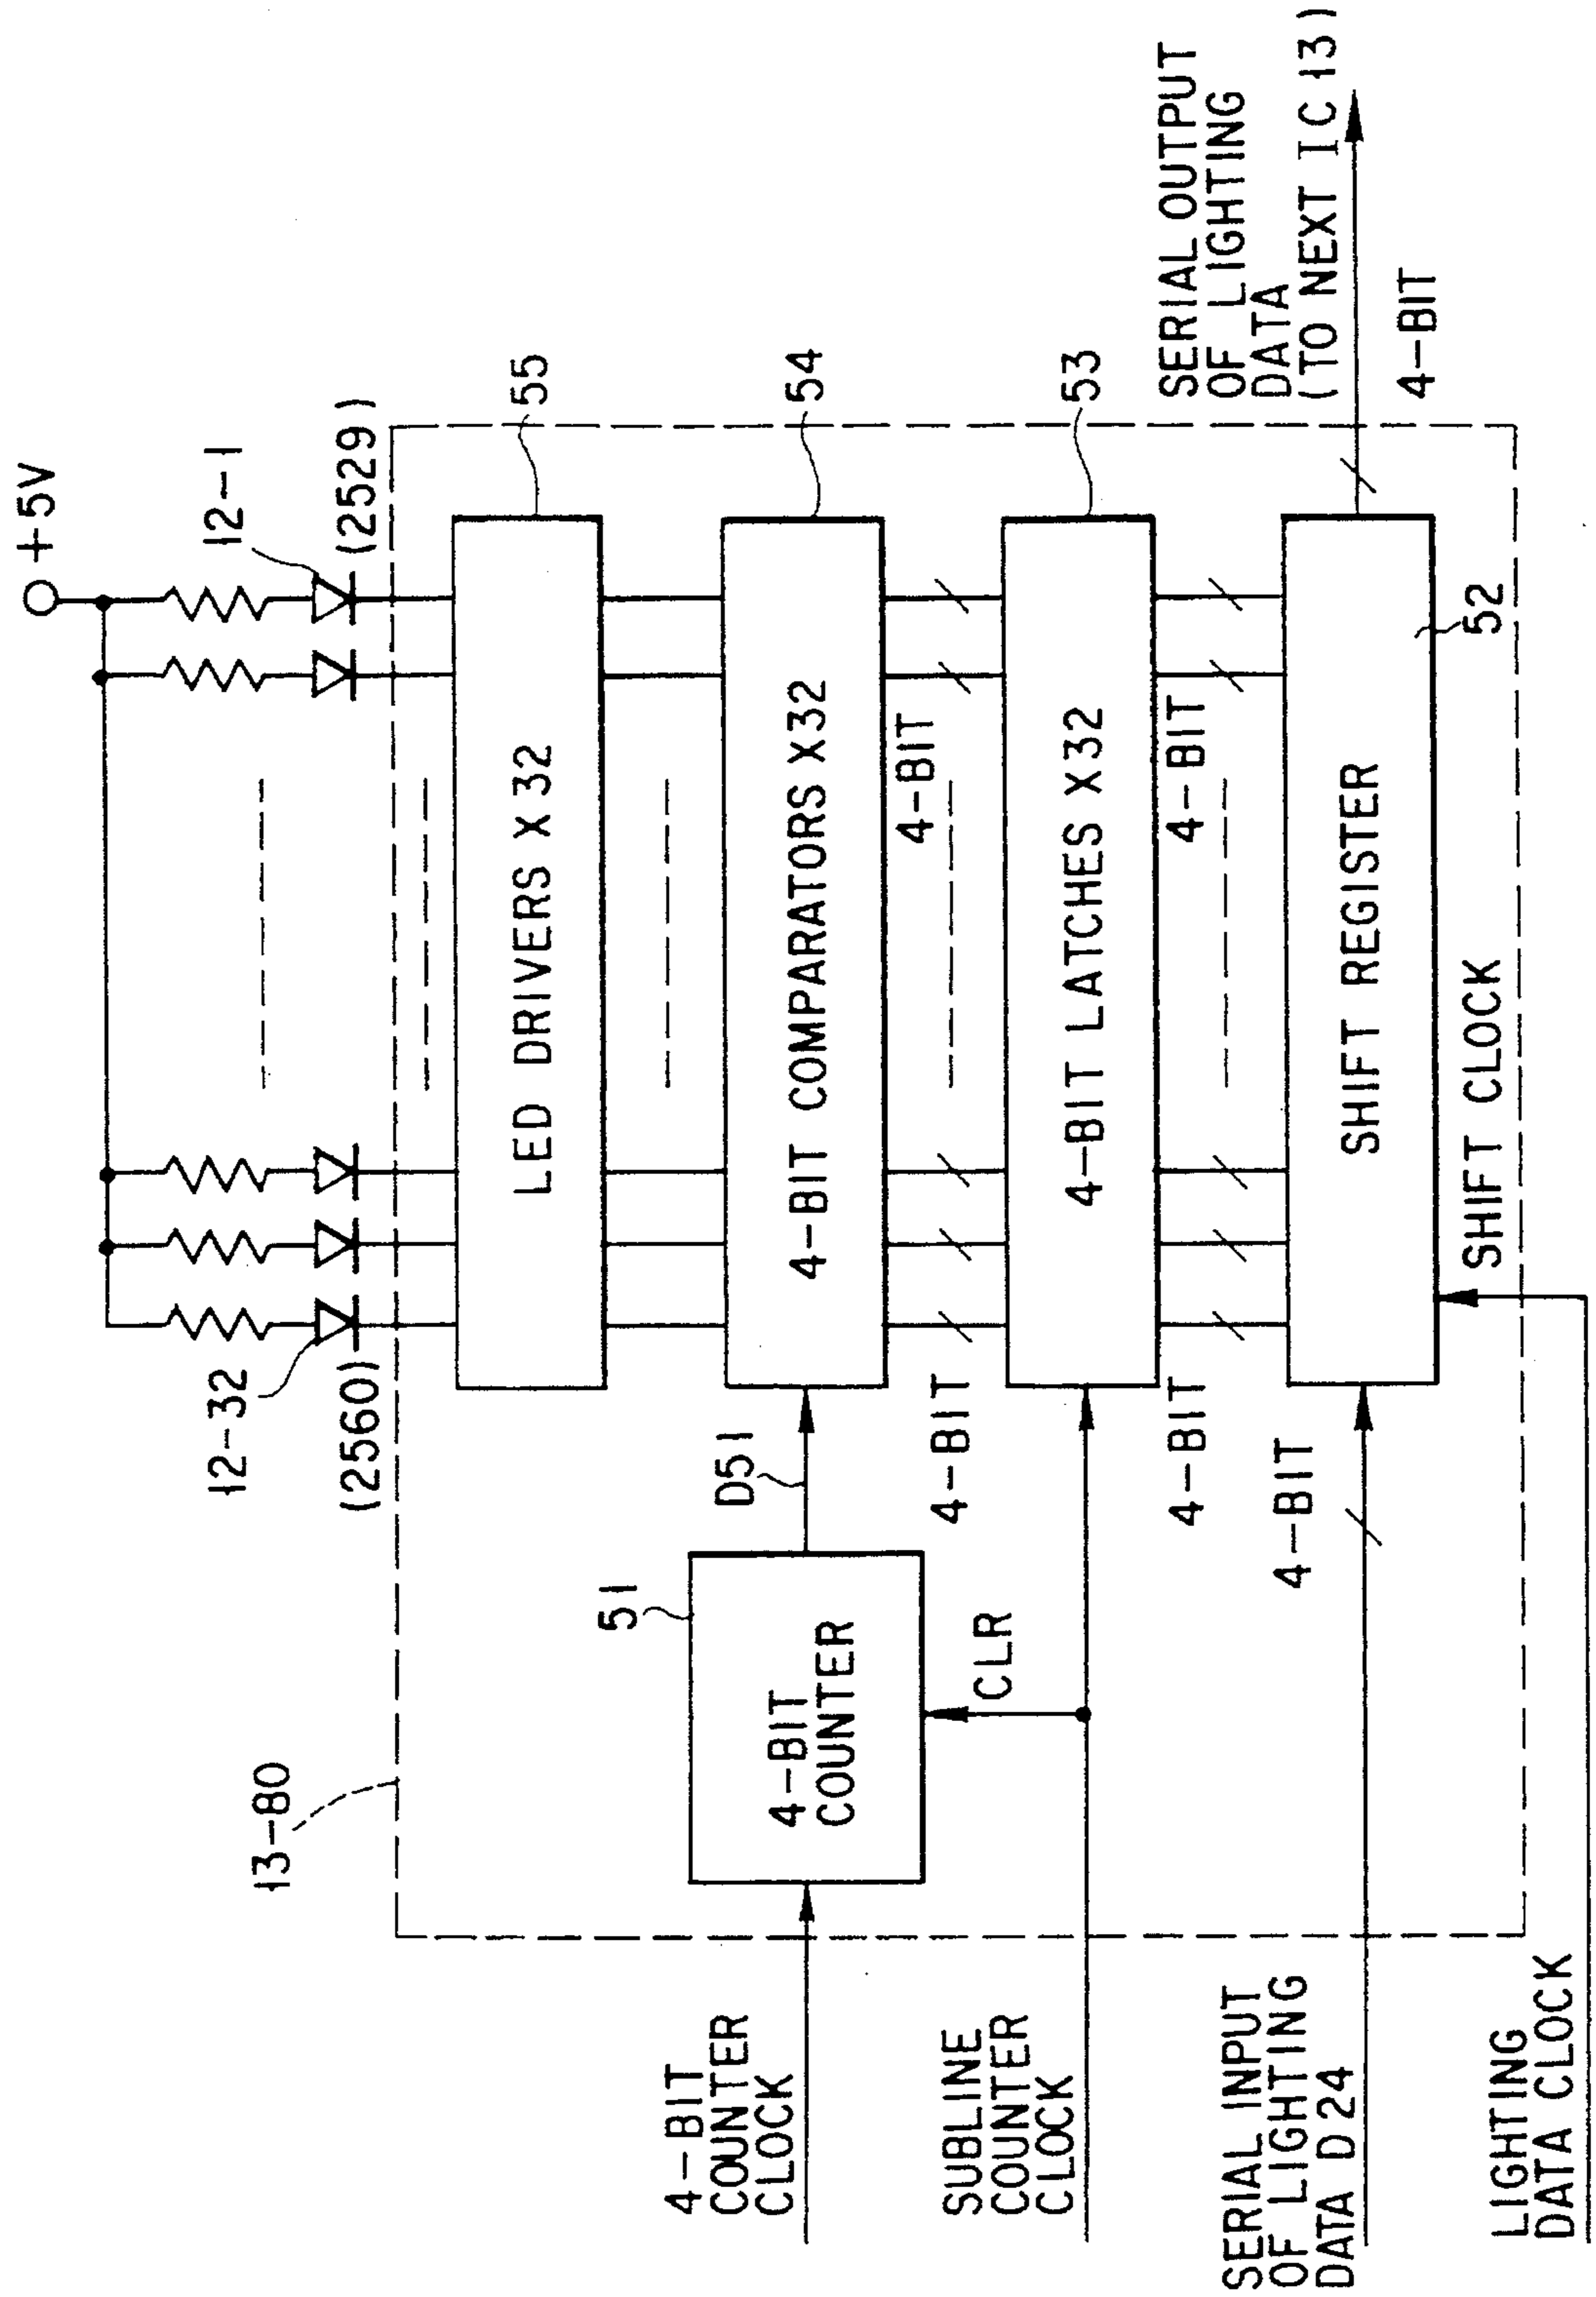 +5V
12-1
(2529)
12-32
(2560)
13-80
55
LED DRIVERS X 32
54
4-BIT COMPARATORS X32
51
4-BIT
COUNTER
D51
CLR
4-BIT
4-BIT
53
4-BIT LATCHES X32
4-BIT
4-BIT
4-BIT
52
SHIFT REGISTER
SHIFT CLOCK
4-BIT
COUNTER
CLOCK
SUBLINE
COUNTER
CLOCK
SERIAL INPUT
OF LIGHTING
DATA D24
LIGHTING
DATA CLOCK
SERIAL OUTPUT
OF LIGHTING
DATA
(TO NEXT IC 13)
4-BIT